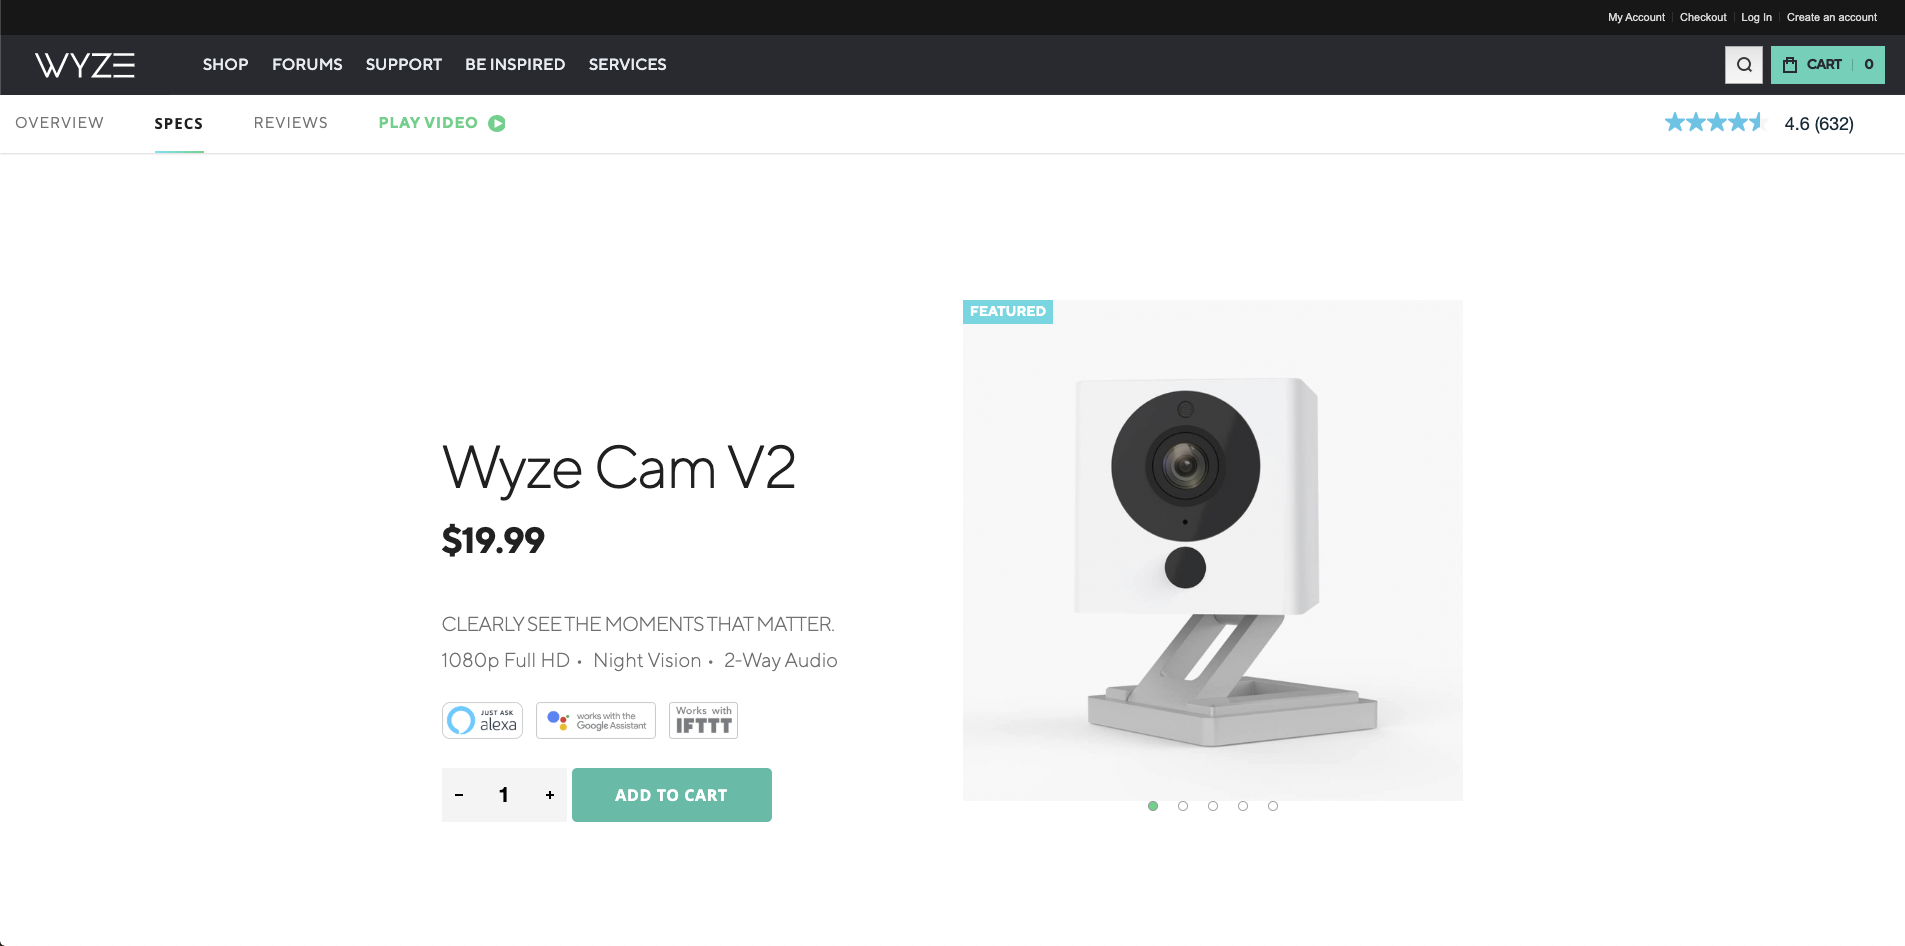 My Account Checkout Log In Create an account
WYZE SHOP FORUMS SUPPORT BE INSPIRED SERVICES CART 0
OVERVIEW SPECS REVIEWS PLAY VIDEO 4.6 (632)
FEATURED
Wyze Cam V2
$19.99
CLEARLY SEE THE MOMENTS THAT MATTER.
1080p Full HD • Night Vision • 2-Way Audio
JUST ASK
alexa
works with the
Google Assistant
Works with
IFTTT
- 1 + ADD TO CART